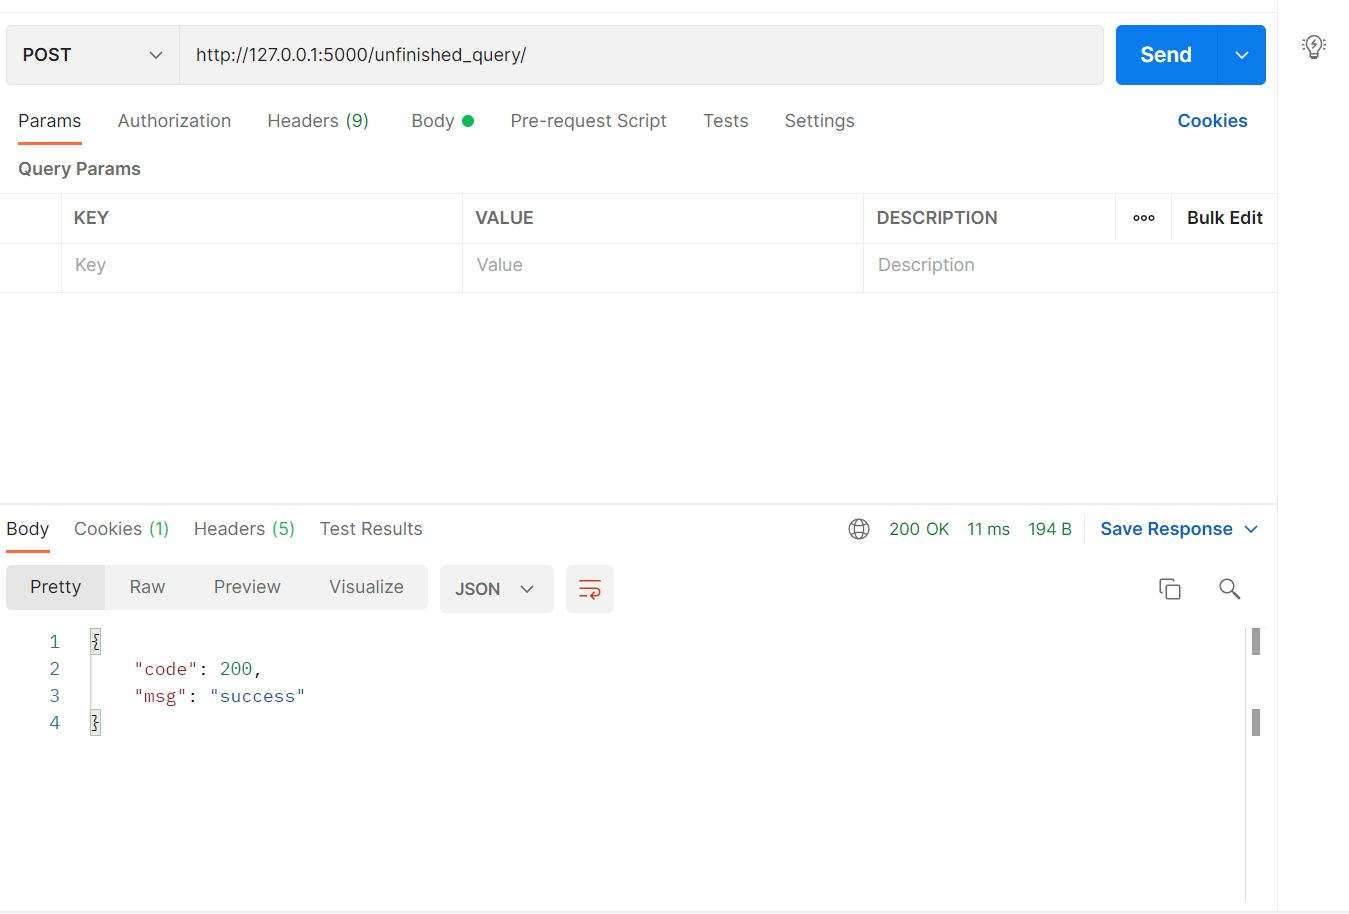 POST http://127.0.0.1:5000/unfinished_query/ Send
Params Authorization Headers (9) Body Pre-request Script Tests Settings Cookies
Query Params
KEY VALUE DESCRIPTION Bulk Edit
Key Value Description
Body Cookies (1) Headers (5) Test Results 200 OK 11 ms 194 B Save Response
Pretty Raw Preview Visualize JSON
1 {
2 "code": 200,
3 "msg": "success"
4 }